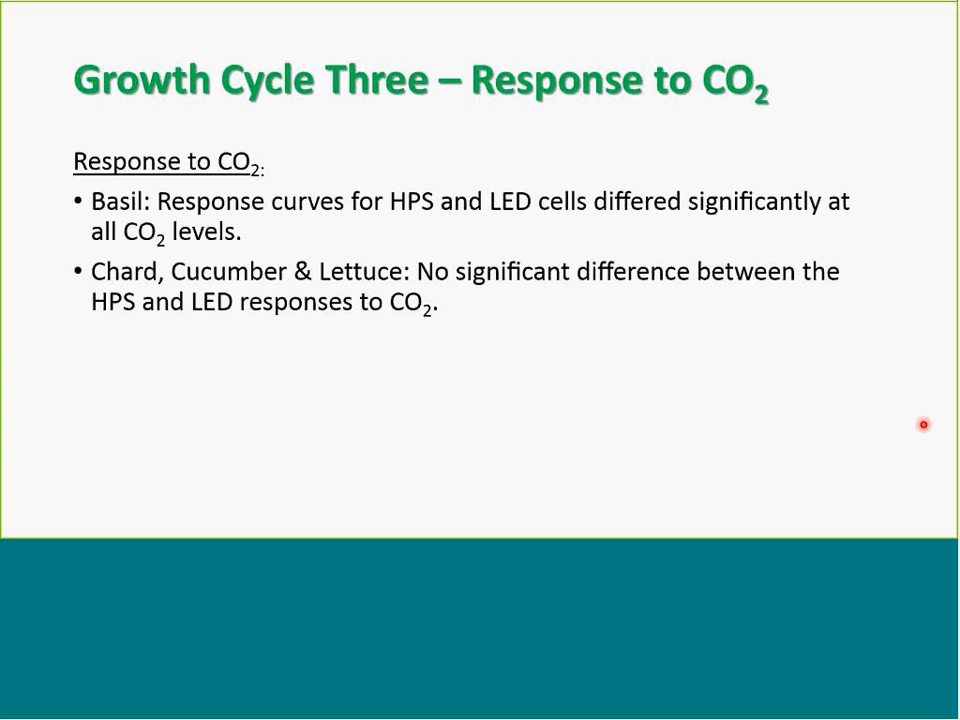 Growth Cycle Three – Response to CO₂
Response to CO₂:
• Basil: Response curves for HPS and LED cells differed significantly at
all CO₂ levels.
• Chard, Cucumber & Lettuce: No significant difference between the
HPS and LED responses to CO₂.